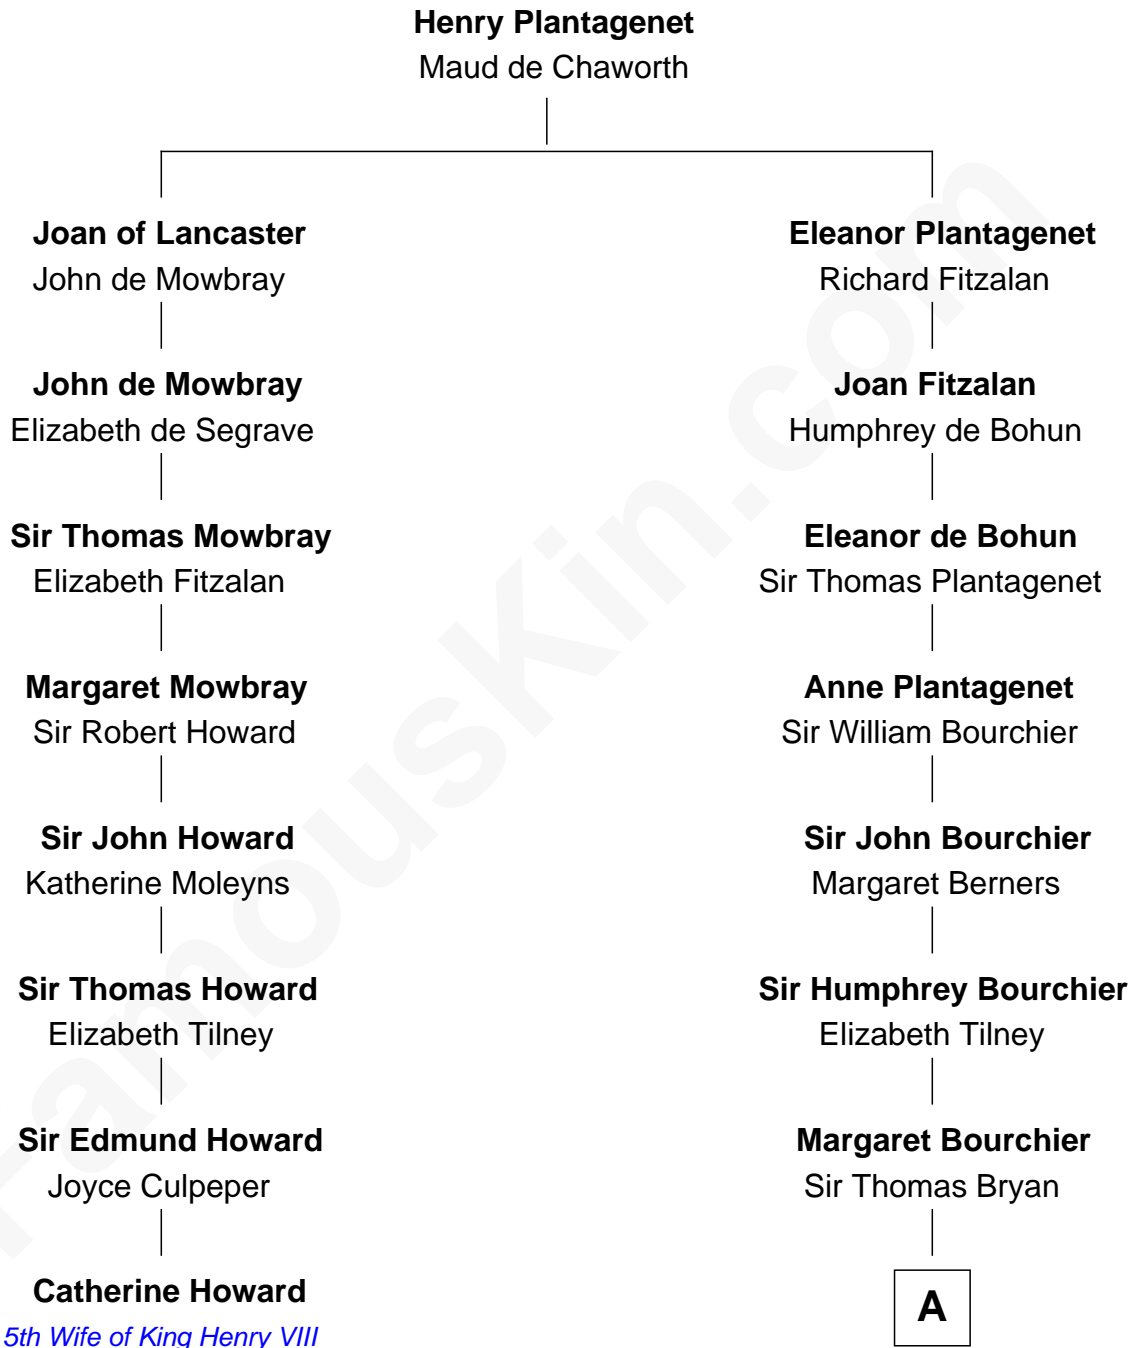 Henry Plantagenet
Maud de Chaworth
Joan of Lancaster
John de Mowbray
Eleanor Plantagenet
Richard Fitzalan
John de Mowbray
Elizabeth de Segrave
Joan Fitzalan
Humphrey de Bohun
Sir Thomas Mowbray
Elizabeth Fitzalan
Eleanor de Bohun
Sir Thomas Plantagenet
Margaret Mowbray
Sir Robert Howard
Anne Plantagenet
Sir William Bourchier
Sir John Howard
Katherine Moleyns
Sir John Bourchier
Margaret Berners
Sir Thomas Howard
Elizabeth Tilney
Sir Humphrey Bourchier
Elizabeth Tilney
Sir Edmund Howard
Joyce Culpeper
Margaret Bourchier
Sir Thomas Bryan
Catherine Howard
5th Wife of King Henry VIII
A
FamousKin.com